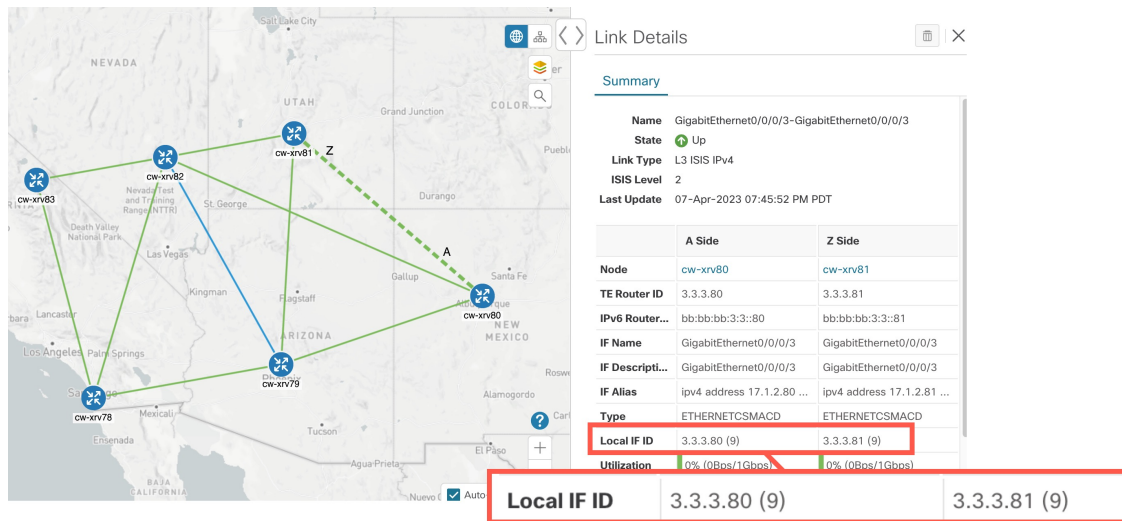 Salt Lake City
NEVADA
UTAH
Grand Junction
COLOR
Pueblo
cw-xrv81
Z
cw-xrv82
cw-xrv83
Nevada Test
and Training
Range (NTTR)
St. George
Durango
Death Valley
National Park
Las Vegas
A
Gallup
Santa Fe
Kingman
Flagstaff
Albuquerque
cw-xrv80
NEW
MEXICO
Lancaster
ARIZONA
Los Angeles
Palm Springs
Phoenix
cw-xrv79
Rosw
Alamogordo
San
cw-xrv78
Mexicali
Ensenada
Tucson
?
Carl
El Paso
Agua Prieta
BAJA
CALIFORNIA
Nuevo C
Auto-
Link Details
Summary
Name GigabitEthernet0/0/0/3-GigabitEthernet0/0/0/3
State Up
Link Type L3 ISIS IPv4
ISIS Level 2
Last Update 07-Apr-2023 07:45:52 PM PDT
A Side Z Side
Node cw-xrv80 cw-xrv81
TE Router ID 3.3.3.80 3.3.3.81
IPv6 Router... bb:bb:bb:3:3::80 bb:bb:bb:3:3::81
IF Name GigabitEthernet0/0/0/3 GigabitEthernet0/0/0/3
IF Descripti... GigabitEthernet0/0/0/3 GigabitEthernet0/0/0/3
IF Alias ipv4 address 17.1.2.80 ... ipv4 address 17.1.2.81 ...
Type ETHERNETCSMACD ETHERNETCSMACD
Local IF ID 3.3.3.80 (9) 3.3.3.81 (9)
Utilization 0% (0Bps/1Gbps) 0% (0Bps/1Gbps)
Local IF ID 3.3.3.80 (9) 3.3.3.81 (9)